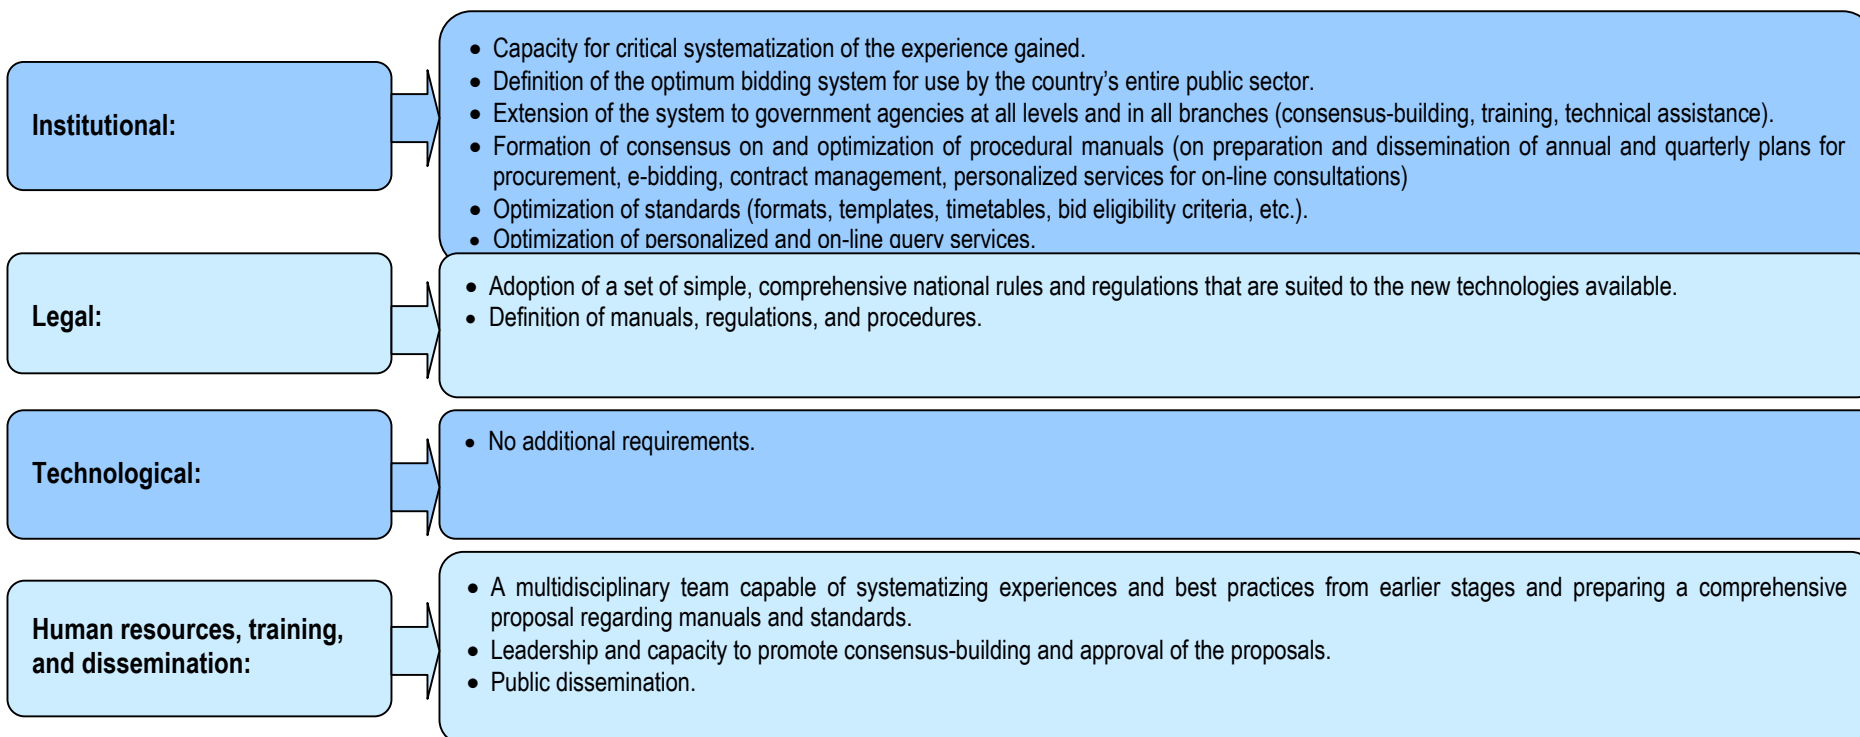 Institutional:
• Capacity for critical systematization of the experience gained.
• Definition of the optimum bidding system for use by the country’s entire public sector.
• Extension of the system to government agencies at all levels and in all branches (consensus-building, training, technical assistance).
• Formation of consensus on and optimization of procedural manuals (on preparation and dissemination of annual and quarterly plans for
procurement, e-bidding, contract management, personalized services for on-line consultations)
• Optimization of standards (formats, templates, timetables, bid eligibility criteria, etc.).
• Optimization of personalized and on-line query services.
Legal:
• Adoption of a set of simple, comprehensive national rules and regulations that are suited to the new technologies available.
• Definition of manuals, regulations, and procedures.
Technological:
• No additional requirements.
Human resources, training,
and dissemination:
• A multidisciplinary team capable of systematizing experiences and best practices from earlier stages and preparing a comprehensive
proposal regarding manuals and standards.
• Leadership and capacity to promote consensus-building and approval of the proposals.
• Public dissemination.